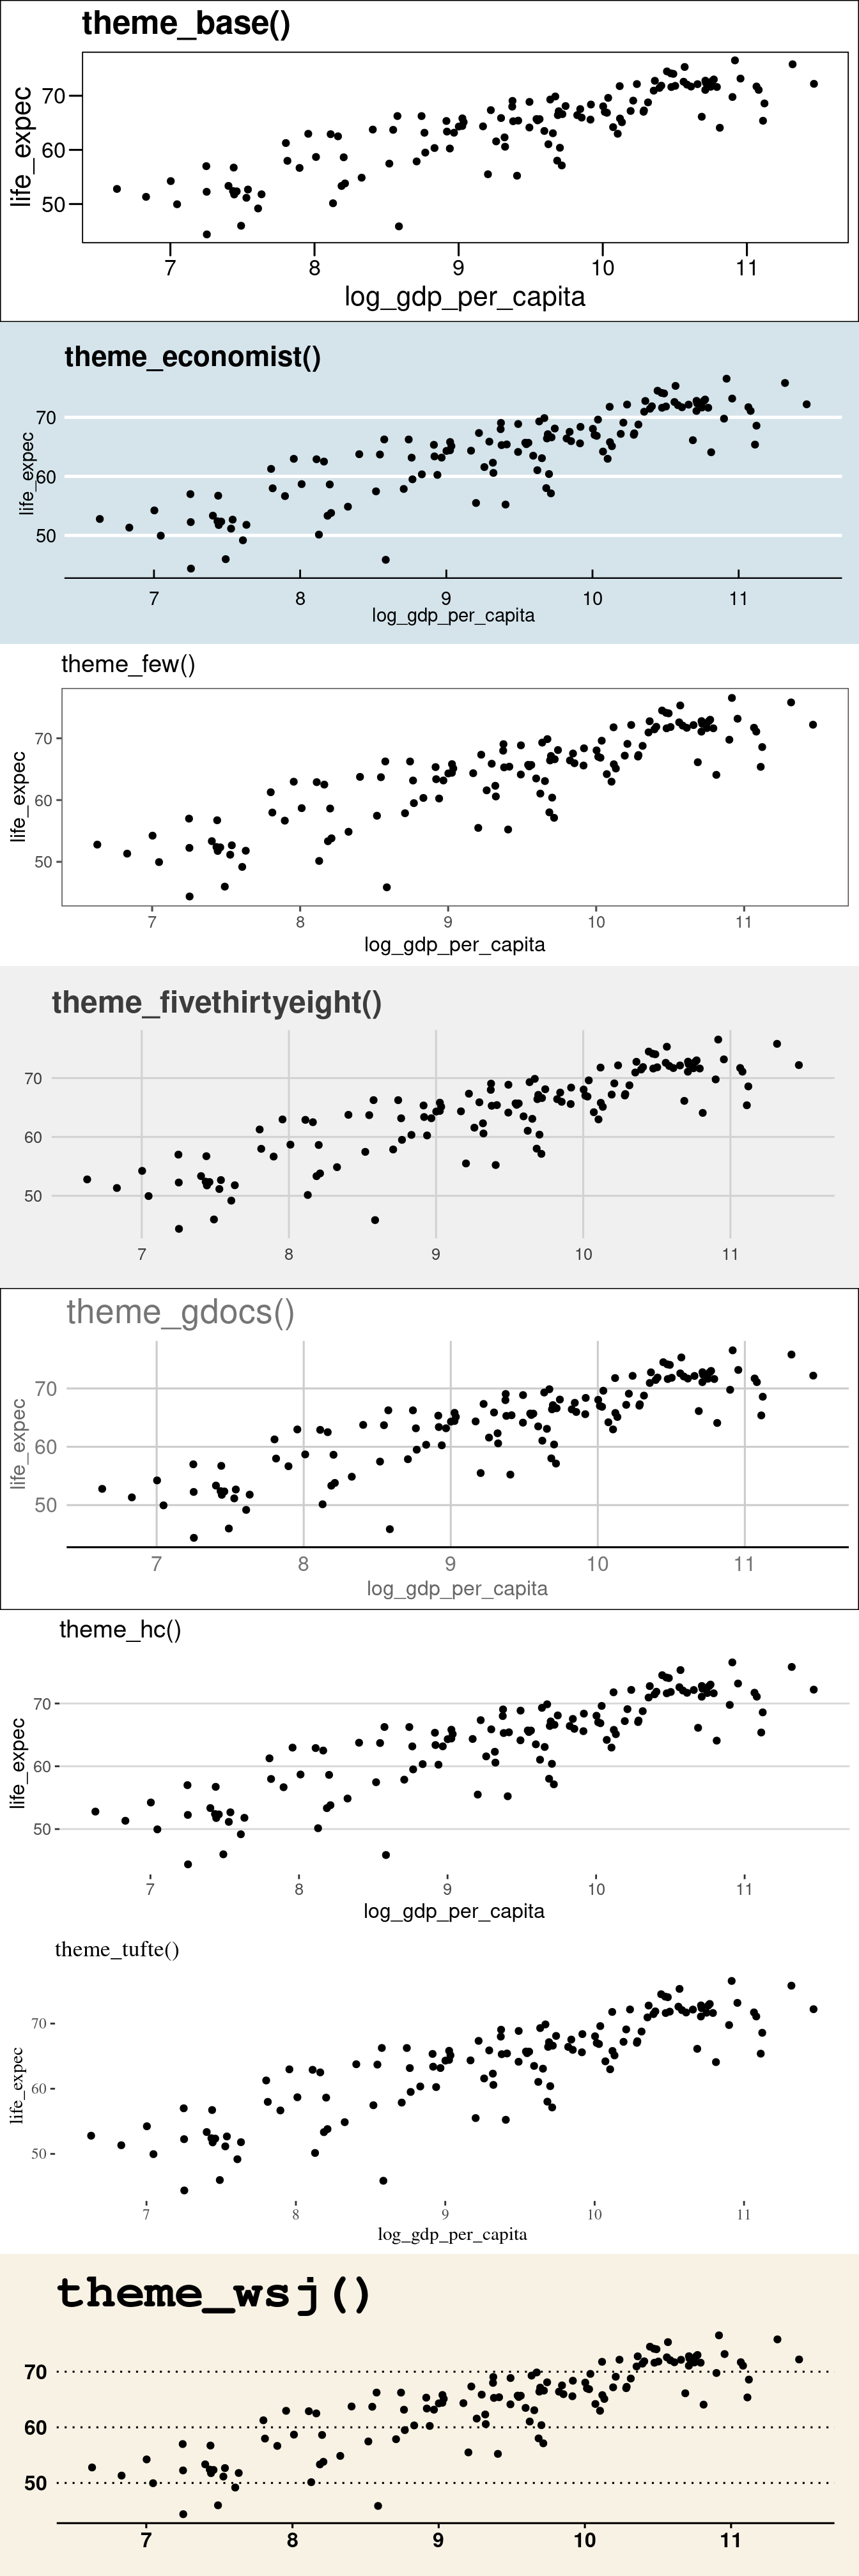 theme_base()
life_expec
70
60
50
7 8 9 10 11
log_gdp_per_capita
theme_economist()
life_expec
70
60
50
7 8 9 10 11
log_gdp_per_capita
theme_few()
life_expec
70
60
50
7 8 9 10 11
log_gdp_per_capita
theme_fivethirtyeight()
70
60
50
7 8 9 10 11
theme_gdocs()
life_expec
70
60
50
7 8 9 10 11
log_gdp_per_capita
theme_hc()
life_expec
70
60
50
7 8 9 10 11
log_gdp_per_capita
theme_tufte()
life_expec
70
60
50
7 8 9 10 11
log_gdp_per_capita
theme_wsj()
70
60
50
7 8 9 10 11